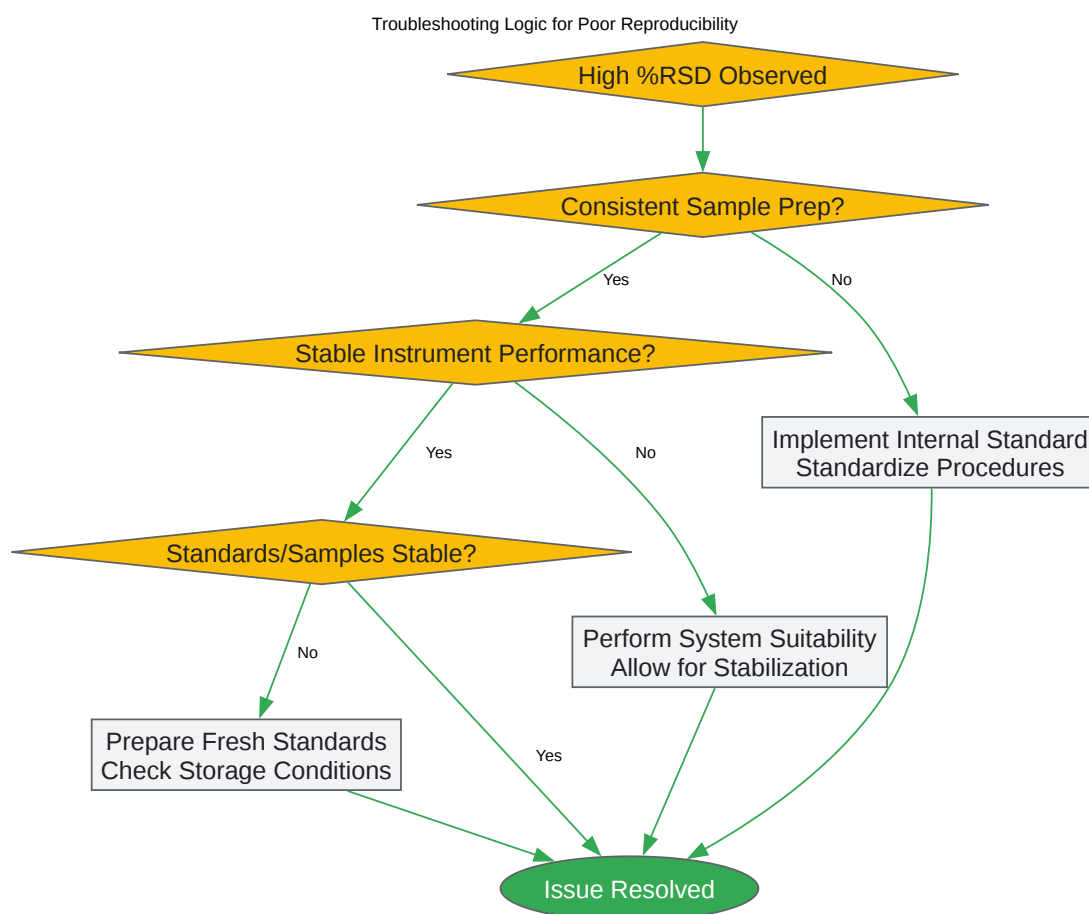 Troubleshooting Logic for Poor Reproducibility
High %RSD Observed
Consistent Sample Prep?
Yes
No
Stable Instrument Performance?
Implement Internal Standard
Standardize Procedures
Yes
No
Standards/Samples Stable?
Perform System Suitability
Allow for Stabilization
No
Yes
Prepare Fresh Standards
Check Storage Conditions
Issue Resolved